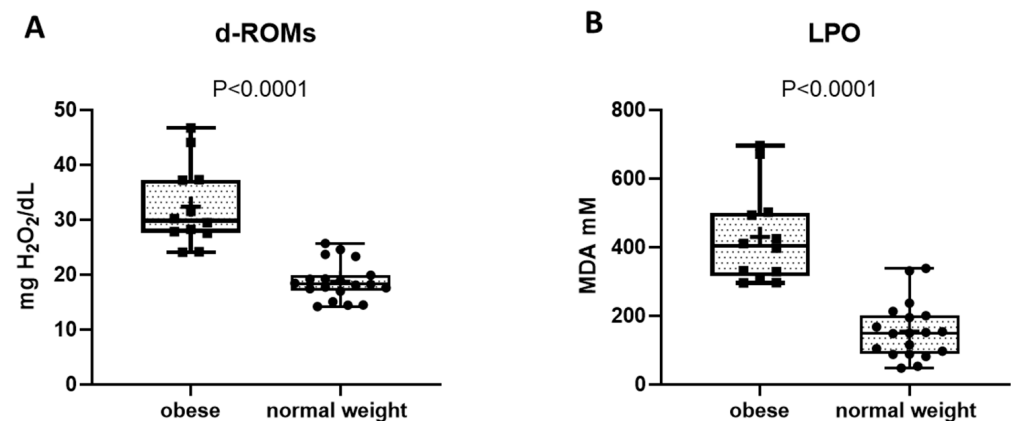 A
d-ROMs
P<0.0001
mg H₂O₂/dL
50
40
30
20
10
0
obese
normal weight
B
LPO
P<0.0001
MDA mM
800
600
400
200
0
obese
normal weight